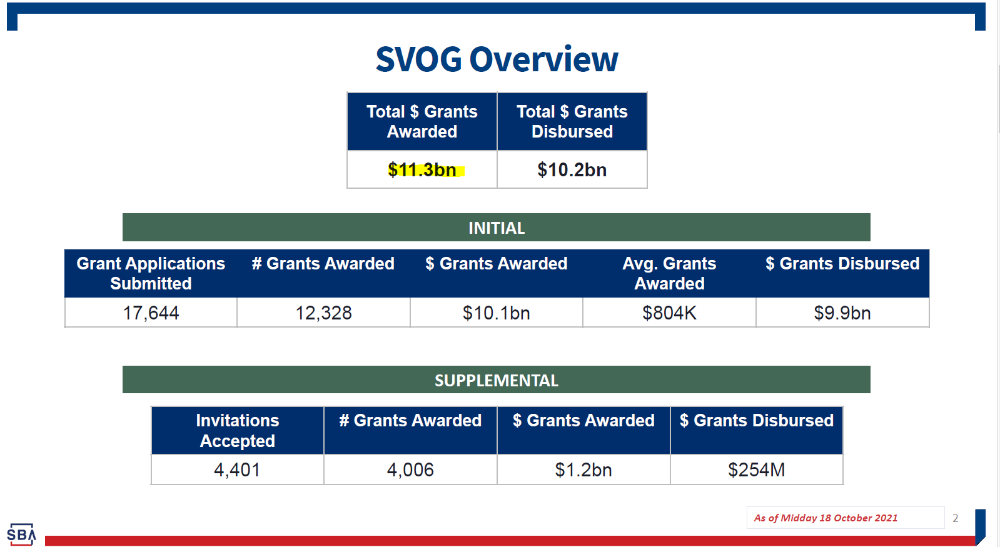 SVOG Overview
Total $ Grants Awarded
Total $ Grants Disbursed
$11.3bn
$10.2bn
INITIAL
Grant Applications Submitted
# Grants Awarded
$ Grants Awarded
Avg. Grants Awarded
$ Grants Disbursed
17,644
12,328
$10.1bn
$804K
$9.9bn
SUPPLEMENTAL
Invitations Accepted
# Grants Awarded
$ Grants Awarded
$ Grants Disbursed
4,401
4,006
$1.2bn
$254M
As of Midday 18 October 2021
2
SBA